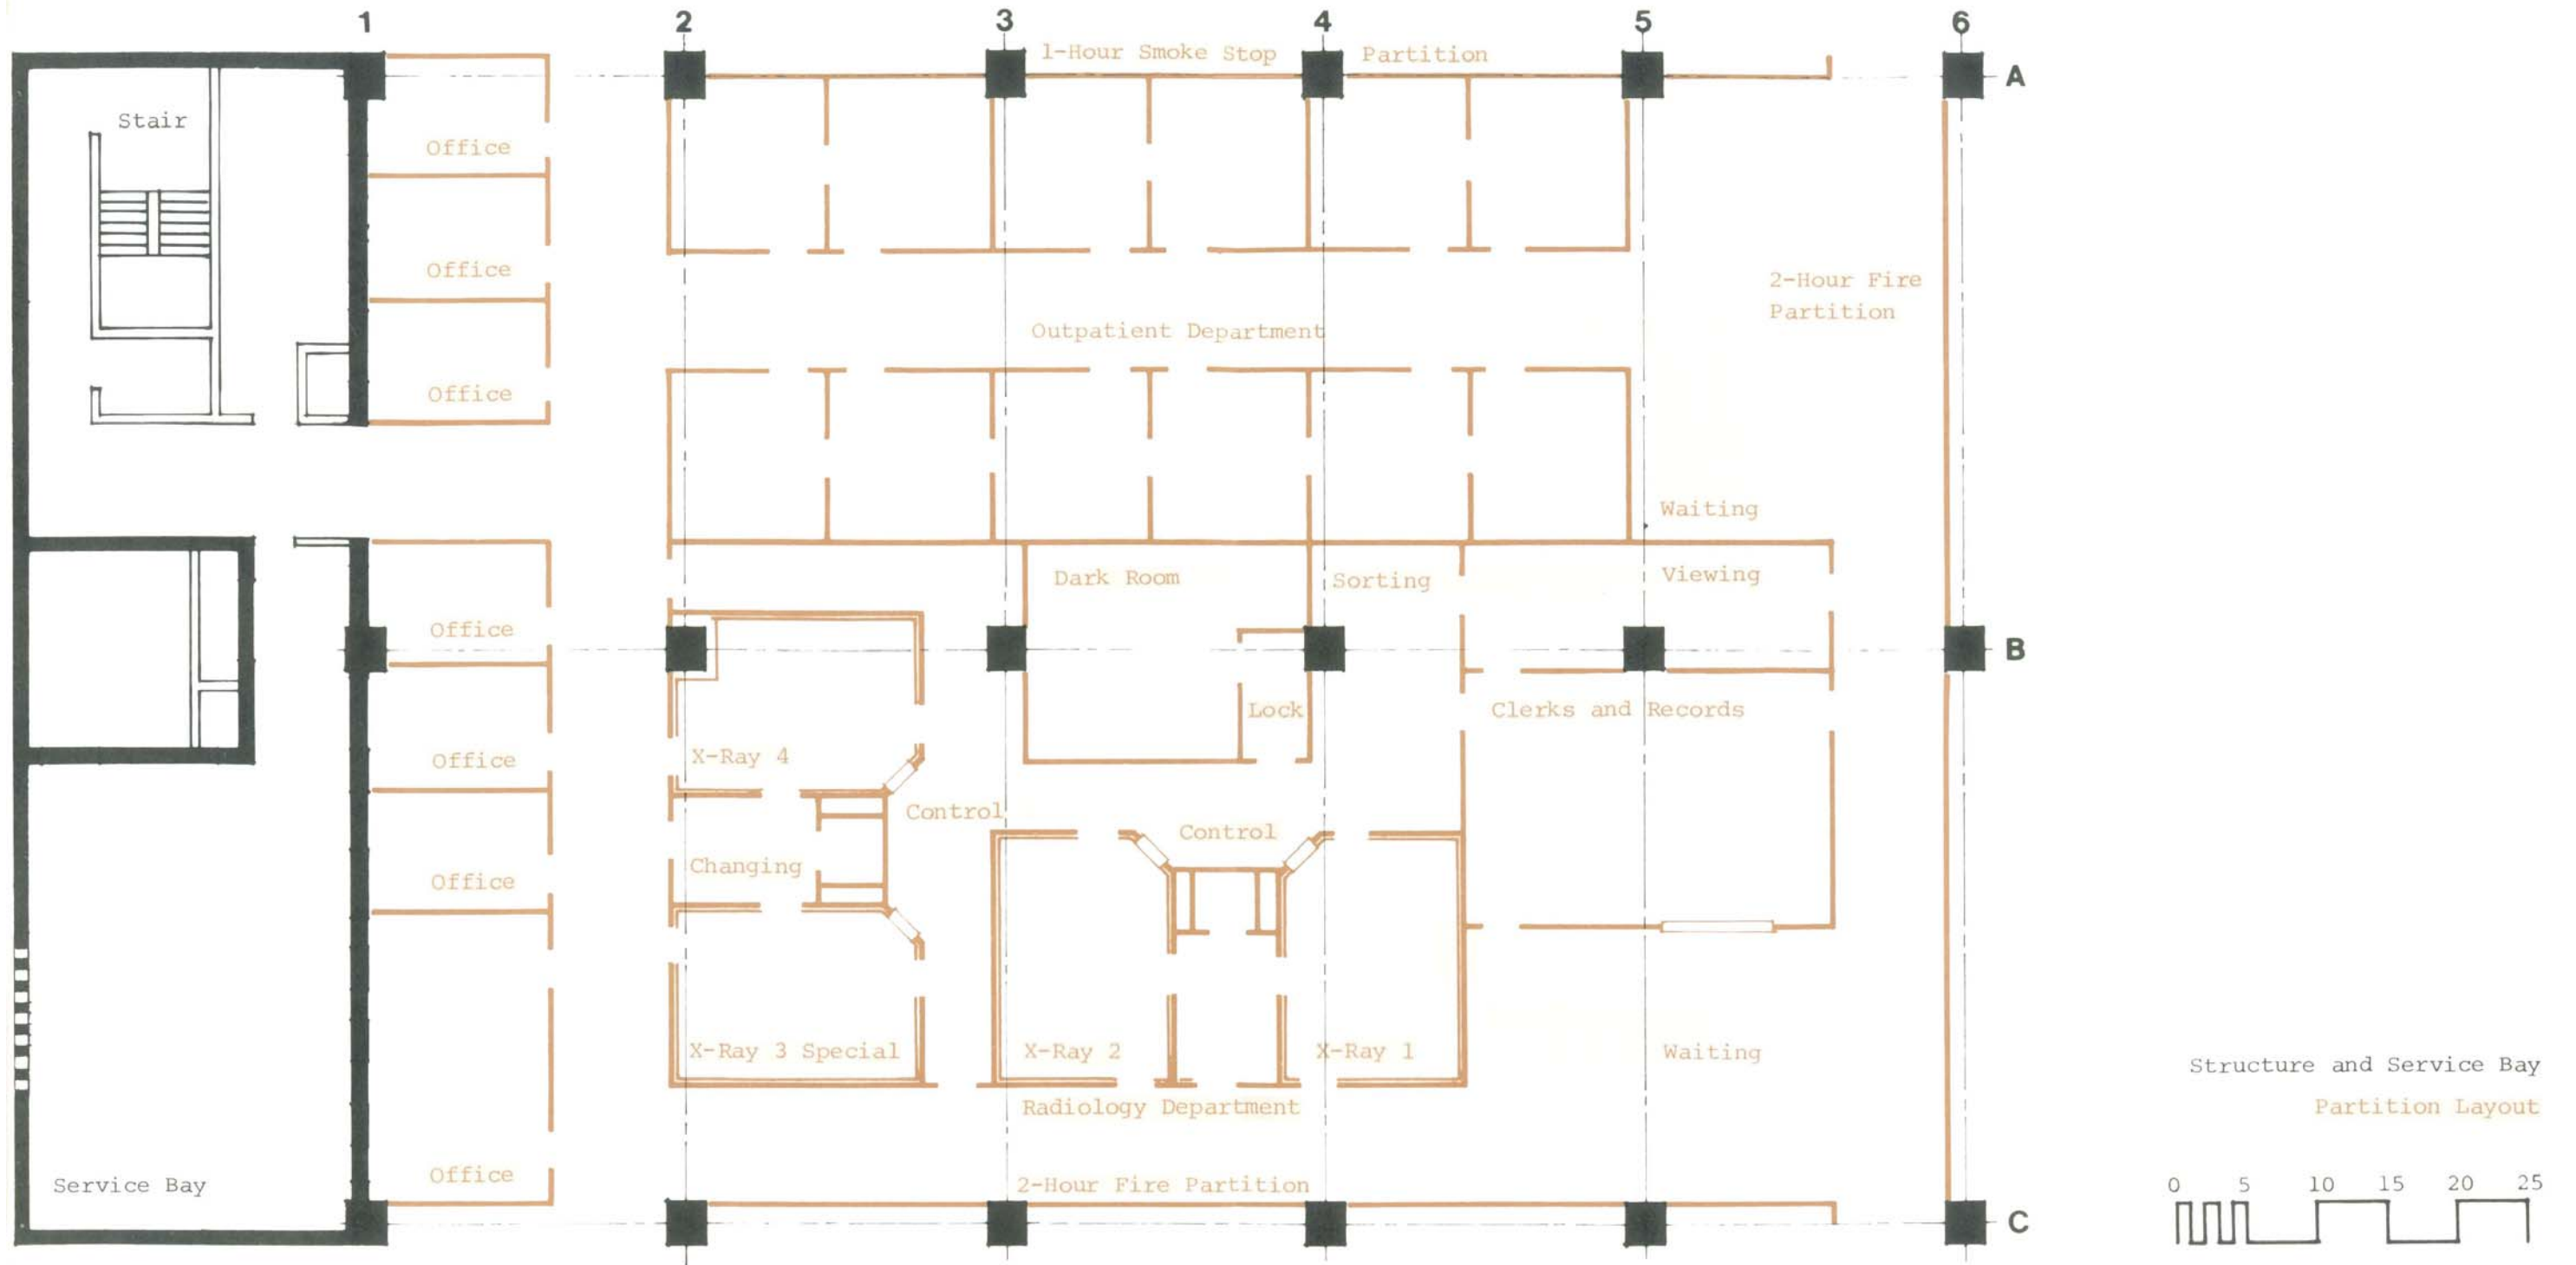 1 2 3 4 5 6
1-Hour Smoke Stop Partition
A
Stair
Office
Office
2-Hour Fire
Partition
Outpatient Department
Office
Waiting
Dark Room
Sorting
Viewing
Office
B
Lock
Clerks and Records
Office
X-Ray 4
Control
Control
Changing
Office
X-Ray 3 Special
X-Ray 2
X-Ray 1
Waiting
Structure and Service Bay
Radiology Department
Partition Layout
Office
Service Bay
2-Hour Fire Partition
0 5 10 15 20 25
C